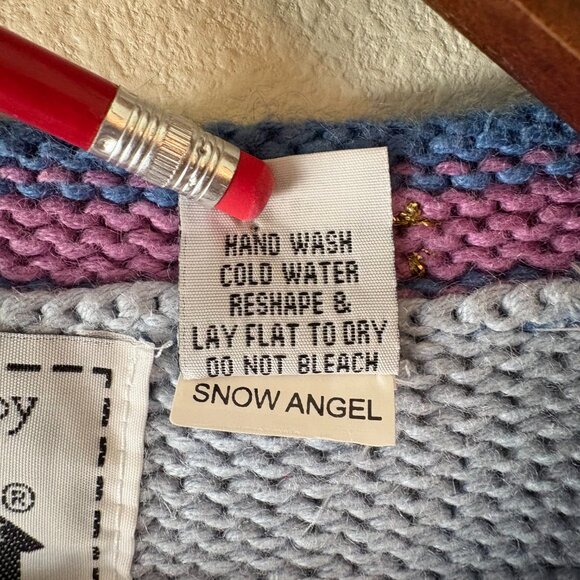 HAND WASH
COLD WATER
RESHAPE &
LAY FLAT TO DRY
DO NOT BLEACH
SNOW ANGEL
®